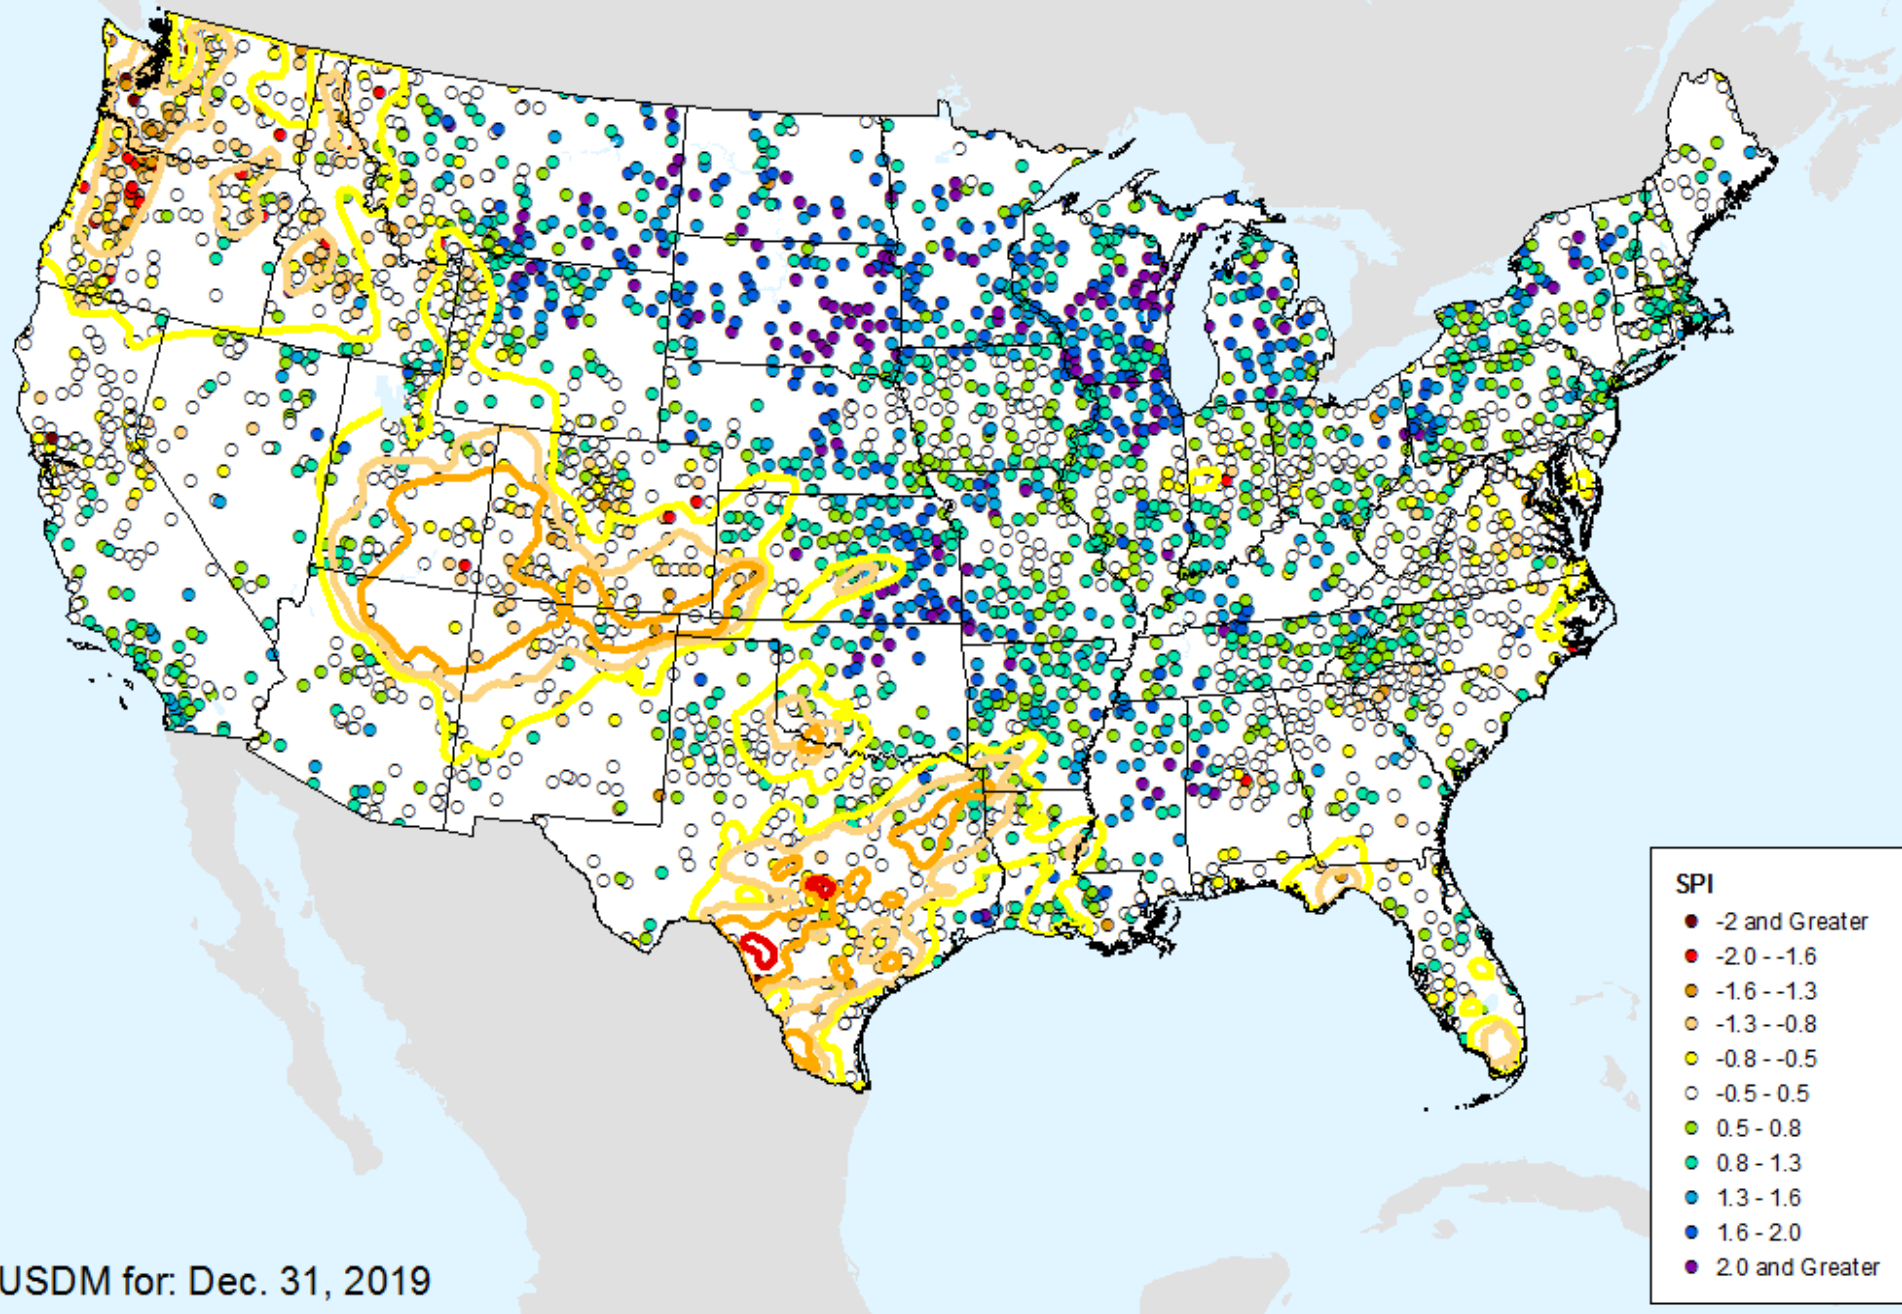 SPI
-2 and Greater
-2.0 - -1.6
-1.6 - -1.3
-1.3 - -0.8
-0.8 - -0.5
-0.5 - 0.5
0.5 - 0.8
0.8 - 1.3
1.3 - 1.6
1.6 - 2.0
2.0 and Greater
USDM for: Dec. 31, 2019